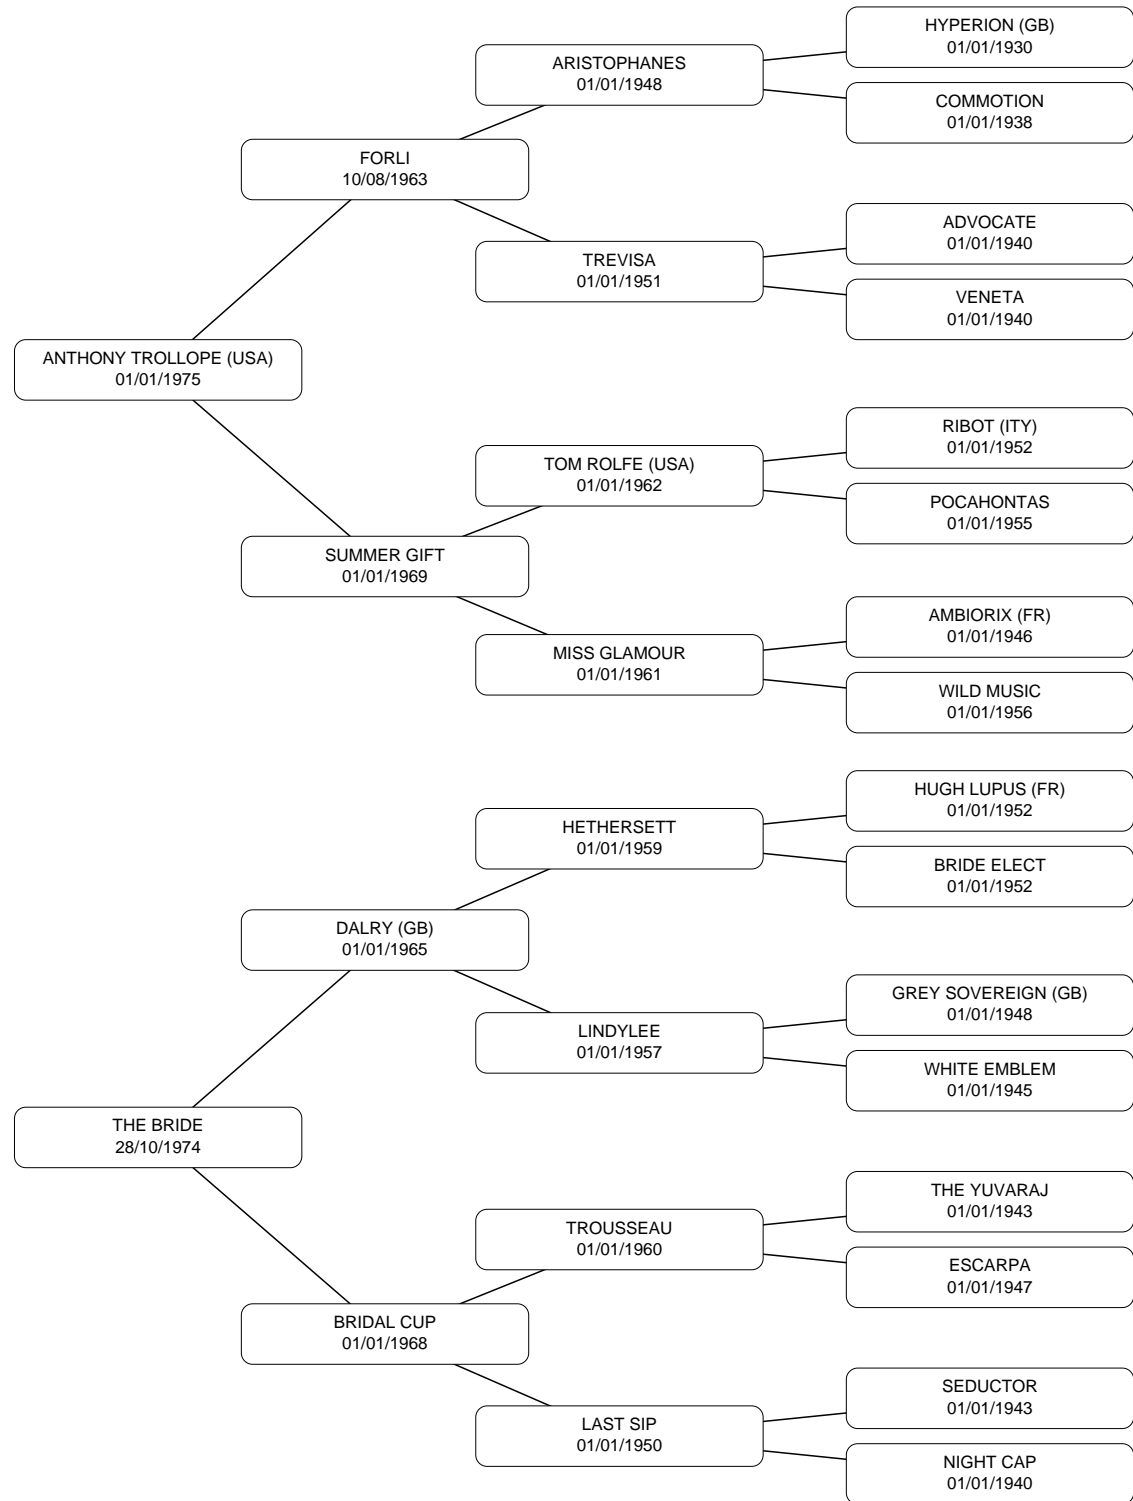 HYPERION (GB)
01/01/1930
ARISTOPHANES
01/01/1948
COMMOTION
01/01/1938
FORLI
10/08/1963
ADVOCATE
01/01/1940
TREVISA
01/01/1951
VENETA
01/01/1940
ANTHONY TROLLOPE (USA)
01/01/1975
RIBOT (ITY)
01/01/1952
TOM ROLFE (USA)
01/01/1962
POCAHONTAS
01/01/1955
SUMMER GIFT
01/01/1969
AMBIORIX (FR)
01/01/1946
MISS GLAMOUR
01/01/1961
WILD MUSIC
01/01/1956
HUGH LUPUS (FR)
01/01/1952
HETHERSETT
01/01/1959
BRIDE ELECT
01/01/1952
DALRY (GB)
01/01/1965
GREY SOVEREIGN (GB)
01/01/1948
LINDYLEE
01/01/1957
WHITE EMBLEM
01/01/1945
THE BRIDE
28/10/1974
THE YUVARAJ
01/01/1943
TROUSSEAU
01/01/1960
ESCARPA
01/01/1947
BRIDAL CUP
01/01/1968
SEDUCTOR
01/01/1943
LAST SIP
01/01/1950
NIGHT CAP
01/01/1940